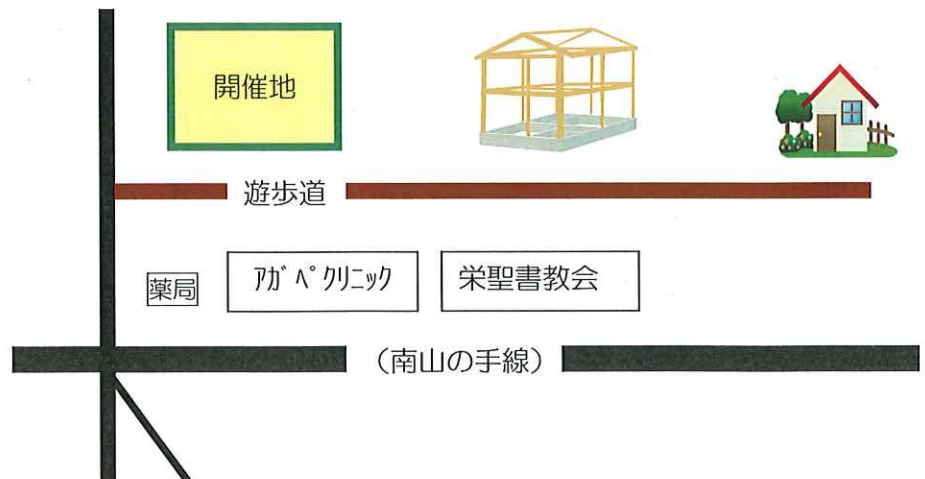 開催地
遊歩道
薬局
ｱｶﾞﾍﾟｸﾘﾆｯｸ
栄聖書教会
（南山の手線）